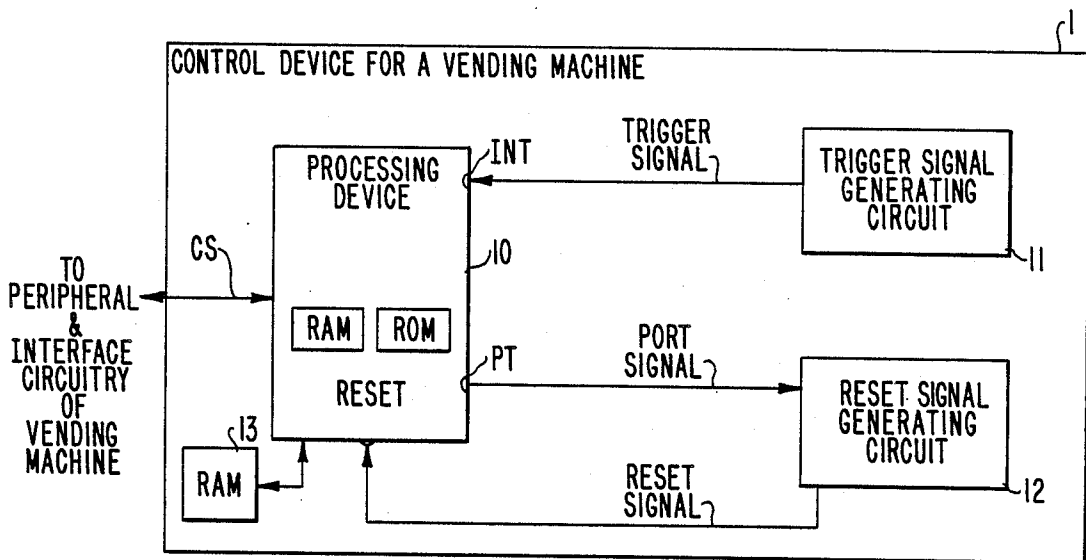 1
CONTROL DEVICE FOR A VENDING MACHINE
PROCESSING
DEVICE
INT
TRIGGER
SIGNAL
TRIGGER SIGNAL
GENERATING
CIRCUIT
11
10
CS
TO
PERIPHERAL
&
INTERFACE
CIRCUITRY
OF
VENDING
MACHINE
RAM
ROM
PT
RESET
PORT
SIGNAL
RESET SIGNAL
GENERATING
CIRCUIT
12
13
RAM
RESET
SIGNAL